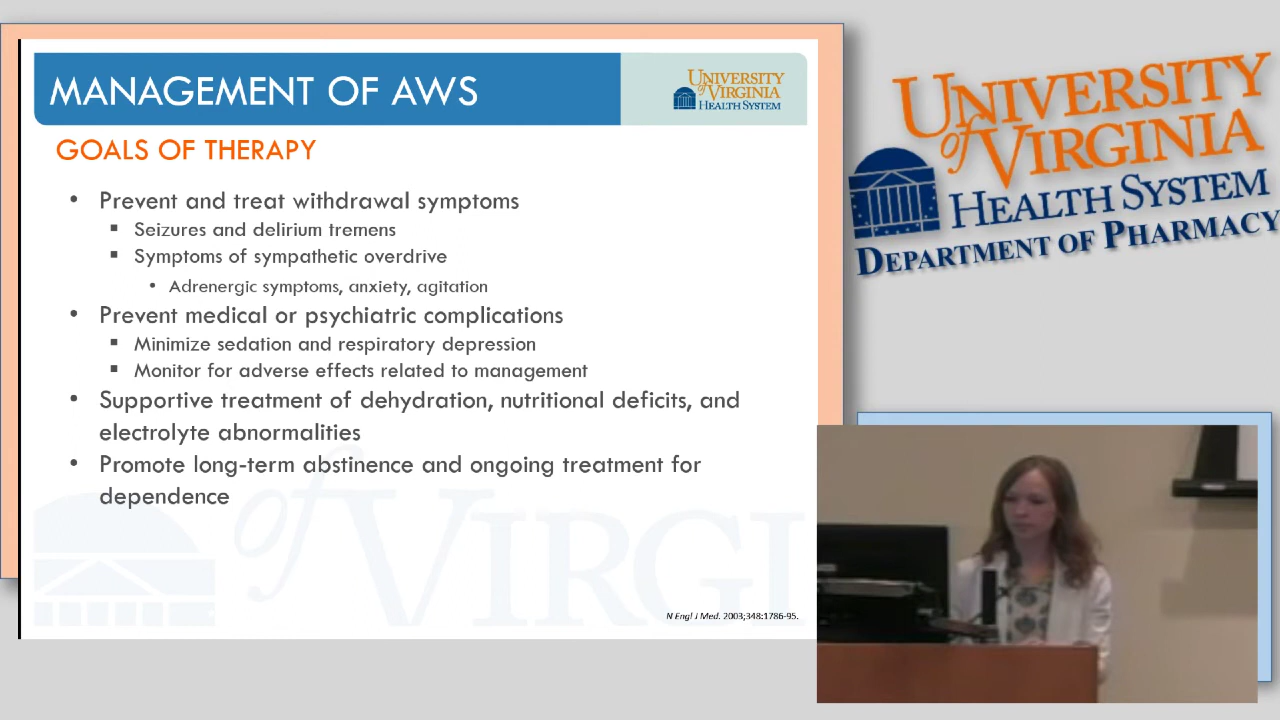 MANAGEMENT OF AWS
UNIVERSITY
of VIRGINIA
HEALTH SYSTEM
GOALS OF THERAPY
• Prevent and treat withdrawal symptoms
▪ Seizures and delirium tremens
▪ Symptoms of sympathetic overdrive
• Adrenergic symptoms, anxiety, agitation
• Prevent medical or psychiatric complications
▪ Minimize sedation and respiratory depression
▪ Monitor for adverse effects related to management
• Supportive treatment of dehydration, nutritional deficits, and
electrolyte abnormalities
• Promote long-term abstinence and ongoing treatment for
dependence
of VIRGI
N Engl J Med. 2003;348:1786-95.
UNIVERSITY
of VIRGINIA
HEALTH SYSTEM
DEPARTMENT OF PHARMACY